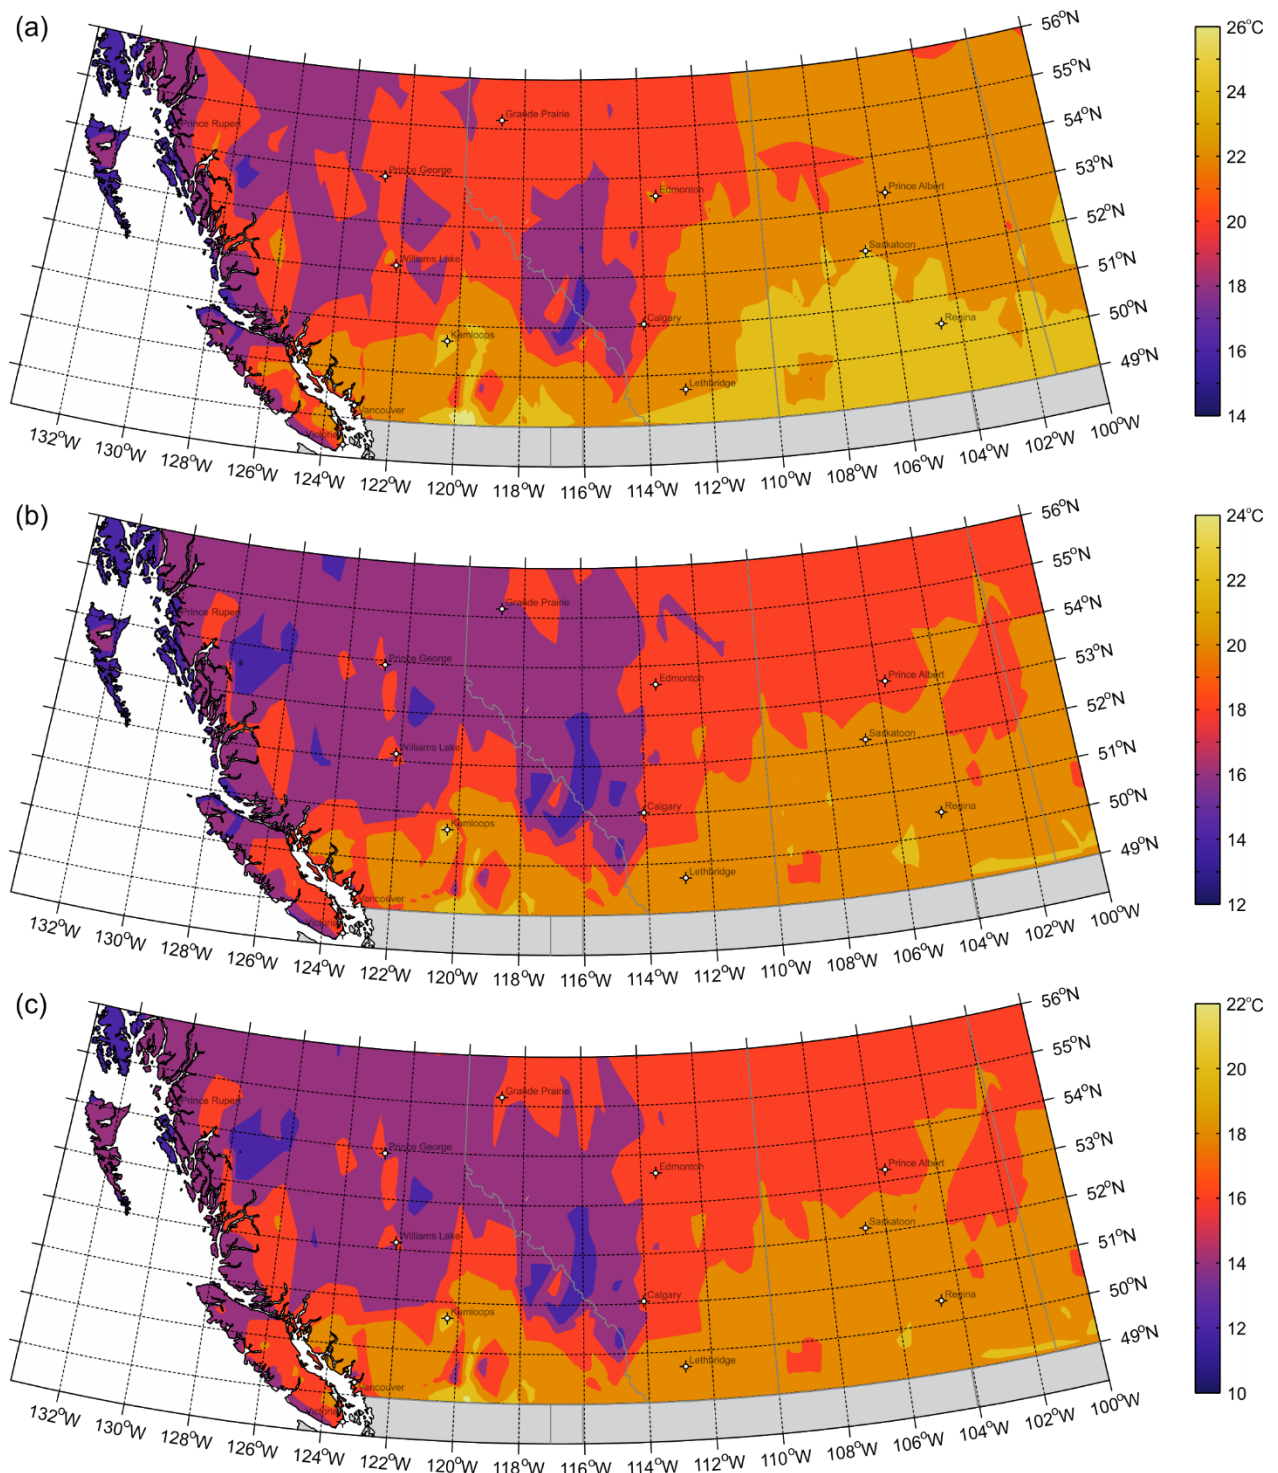 (a)
56°N
55°N
54°N
53°N
52°N
51°N
50°N
49°N
26°C
24
22
20
18
16
14
Prince Rupert
Grande Prairie
Prince George
Edmonton
Prince Albert
Williams Lake
Saskatoon
Kamloops
Calgary
Regina
Lethbridge
Vancouver
Victoria
132°W
130°W
128°W
126°W
124°W
122°W
120°W
118°W
116°W
114°W
112°W
110°W
108°W
106°W
104°W
102°W
100°W
(b)
56°N
55°N
54°N
53°N
52°N
51°N
50°N
49°N
24°C
22
20
18
16
14
12
Prince Rupert
Grande Prairie
Prince George
Edmonton
Prince Albert
Williams Lake
Saskatoon
Kamloops
Calgary
Regina
Lethbridge
Vancouver
Victoria
132°W
130°W
128°W
126°W
124°W
122°W
120°W
118°W
116°W
114°W
112°W
110°W
108°W
106°W
104°W
102°W
100°W
(c)
56°N
55°N
54°N
53°N
52°N
51°N
50°N
49°N
22°C
20
18
16
14
12
10
Prince Rupert
Grande Prairie
Prince George
Edmonton
Prince Albert
Williams Lake
Saskatoon
Kamloops
Calgary
Regina
Lethbridge
Vancouver
Victoria
132°W
130°W
128°W
126°W
124°W
122°W
120°W
118°W
116°W
114°W
112°W
110°W
108°W
106°W
104°W
102°W
100°W